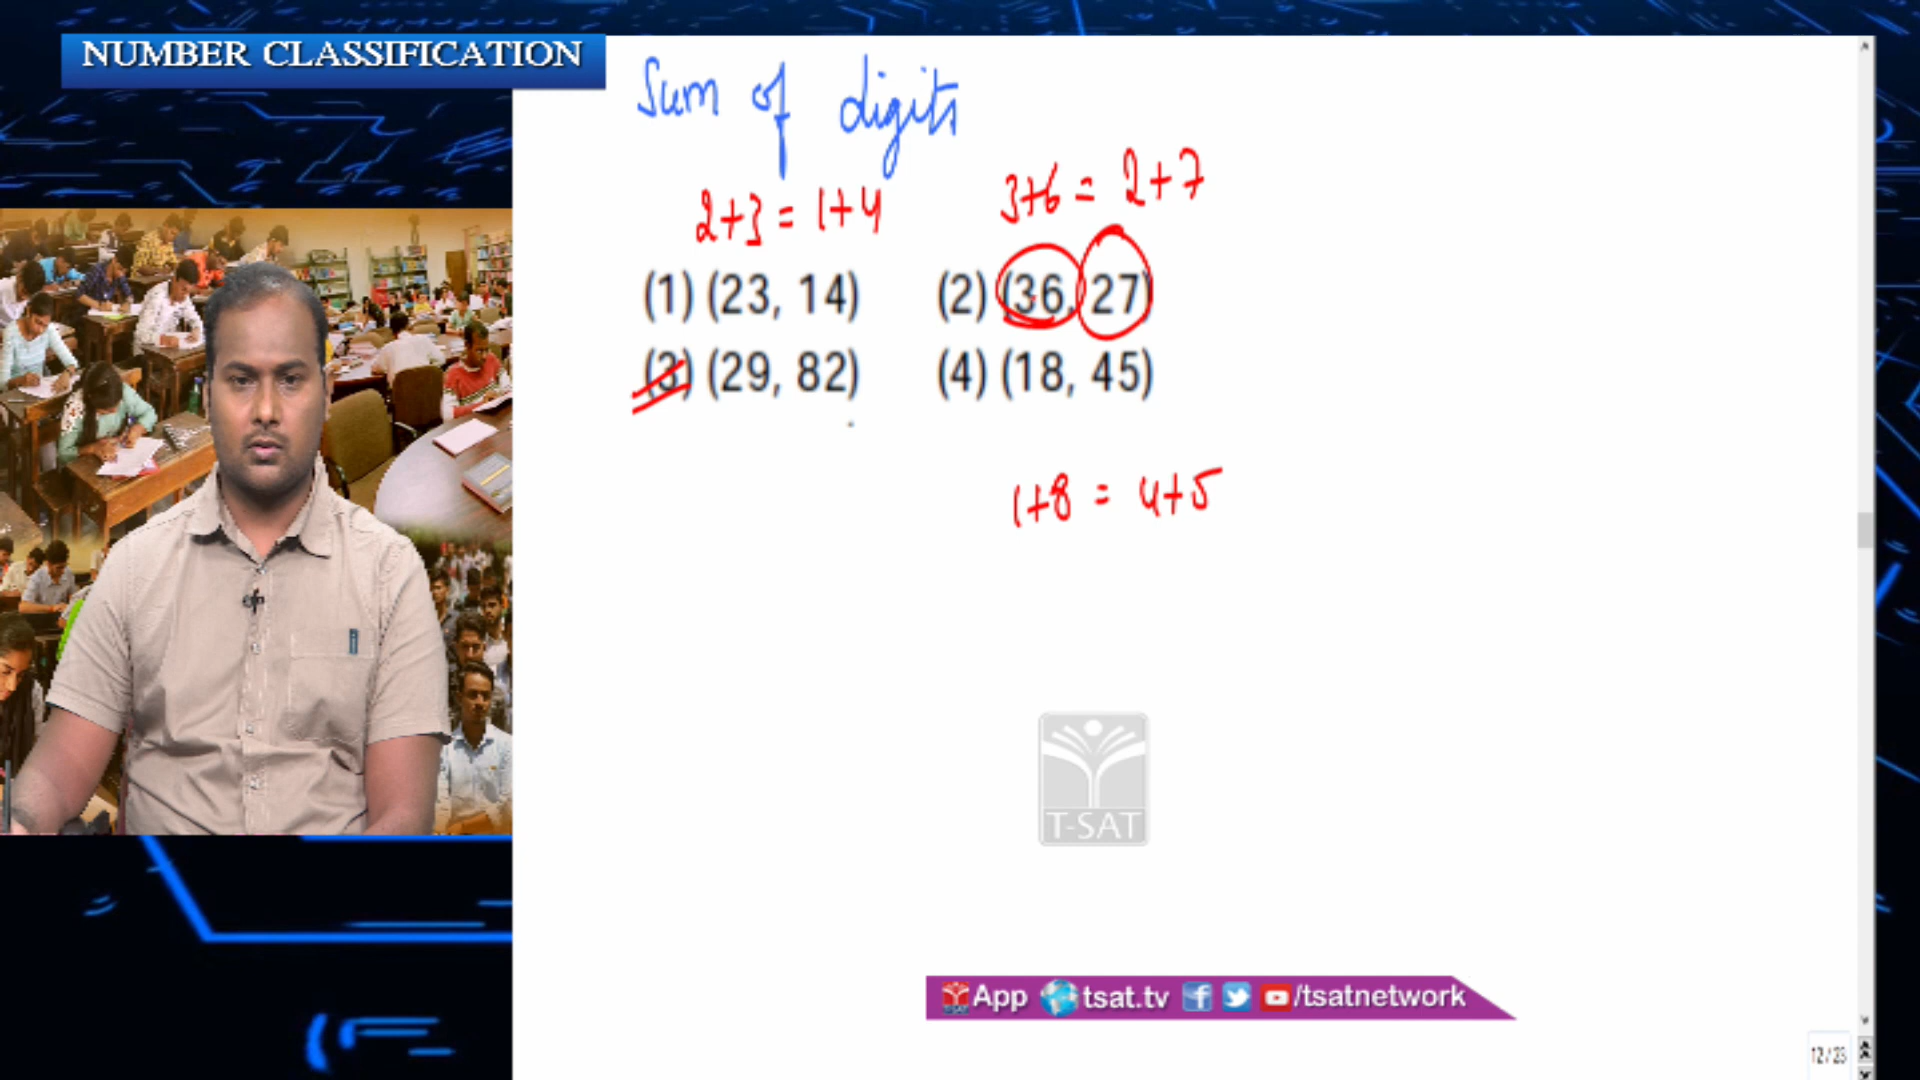 NUMBER CLASSIFICATION
Sum of digits
2+3 = 1+4
3+6 = 2+7
(1) (23, 14)
(2) (36, 27)
(3) (29, 82)
(4) (18, 45)
1+8 = 4+5
T-SAT
App tsat.tv /tsatnetwork
12 / 23